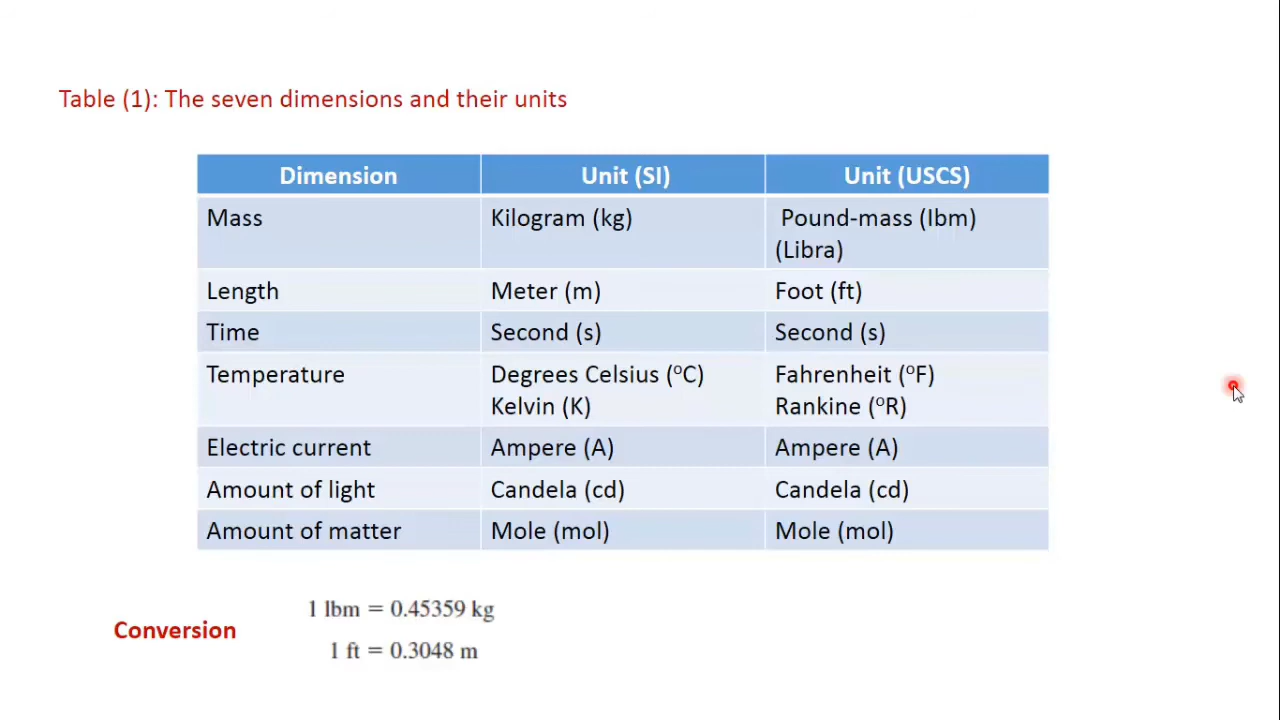 Table (1): The seven dimensions and their units
Dimension Unit (SI) Unit (USCS)
Mass Kilogram (kg) Pound-mass (lbm)
(Libra)
Length Meter (m) Foot (ft)
Time Second (s) Second (s)
Temperature Degrees Celsius (°C) Fahrenheit (°F)
Kelvin (K) Rankine (°R)
Electric current Ampere (A) Ampere (A)
Amount of light Candela (cd) Candela (cd)
Amount of matter Mole (mol) Mole (mol)
Conversion
1 lbm = 0.45359 kg
1 ft = 0.3048 m